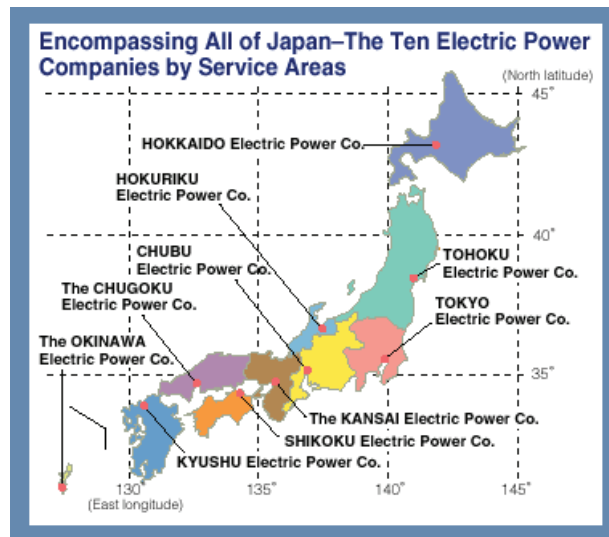 Encompassing All of Japan–The Ten Electric Power
Companies by Service Areas
(North latitude)
45°
HOKKAIDO Electric Power Co.
HOKURIKU
Electric Power Co.
40°
CHUBU
Electric Power Co.
TOHOKU
Electric Power Co.
The CHUGOKU
Electric Power Co.
TOKYO
Electric Power Co.
The OKINAWA
Electric Power Co.
35°
The KANSAI Electric Power Co.
SHIKOKU Electric Power Co.
KYUSHU Electric Power Co.
130° 135° 140° 145°
(East longitude)